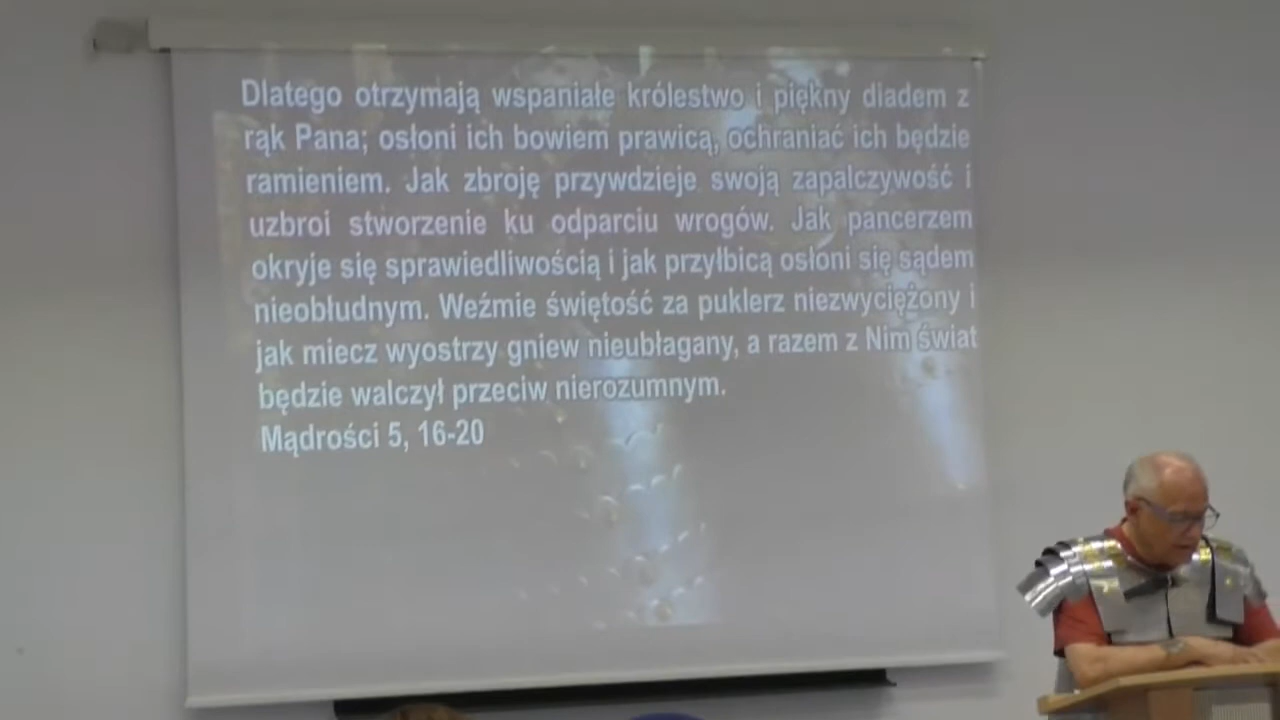 Dlatego otrzymają wspaniałe królestwo i piękny diadem z
rąk Pana; osłoni ich bowiem prawicą, ochraniać ich będzie
ramieniem. Jak zbroję przywdzieje swoją zapalczywość i
uzbroi stworzenie ku odparciu wrogów. Jak pancerzem
okryje się sprawiedliwością i jak przyłbicą osłoni się sądem
nieobłudnym. Weźmie świętość za puklerz niezwyciężony i
jak miecz wyostrzy gniew nieubłagany, a razem z Nim świat
będzie walczył przeciw nierozumnym.
Mądrości 5, 16-20